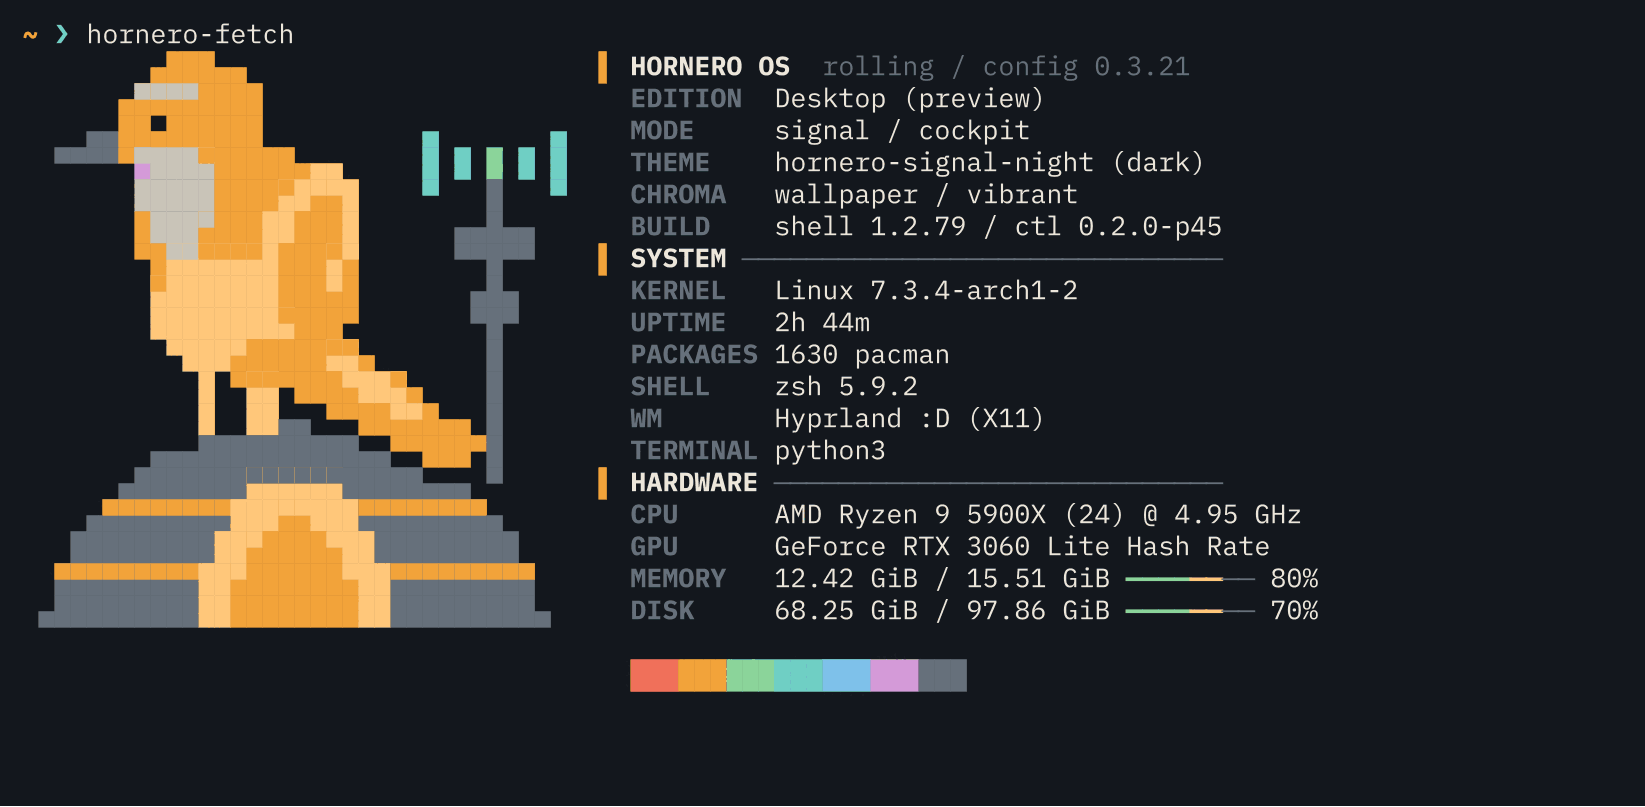 ~ ❯ hornero-fetch
HORNERO OS rolling / config 0.3.21
EDITION Desktop (preview)
MODE signal / cockpit
THEME hornero-signal-night (dark)
CHROMA wallpaper / vibrant
BUILD shell 1.2.79 / ctl 0.2.0-p45
SYSTEM
KERNEL Linux 7.3.4-arch1-2
UPTIME 2h 44m
PACKAGES 1630 pacman
SHELL zsh 5.9.2
WM Hyprland :D (X11)
TERMINAL python3
HARDWARE
CPU AMD Ryzen 9 5900X (24) @ 4.95 GHz
GPU GeForce RTX 3060 Lite Hash Rate
MEMORY 12.42 GiB / 15.51 GiB 80%
DISK 68.25 GiB / 97.86 GiB 70%